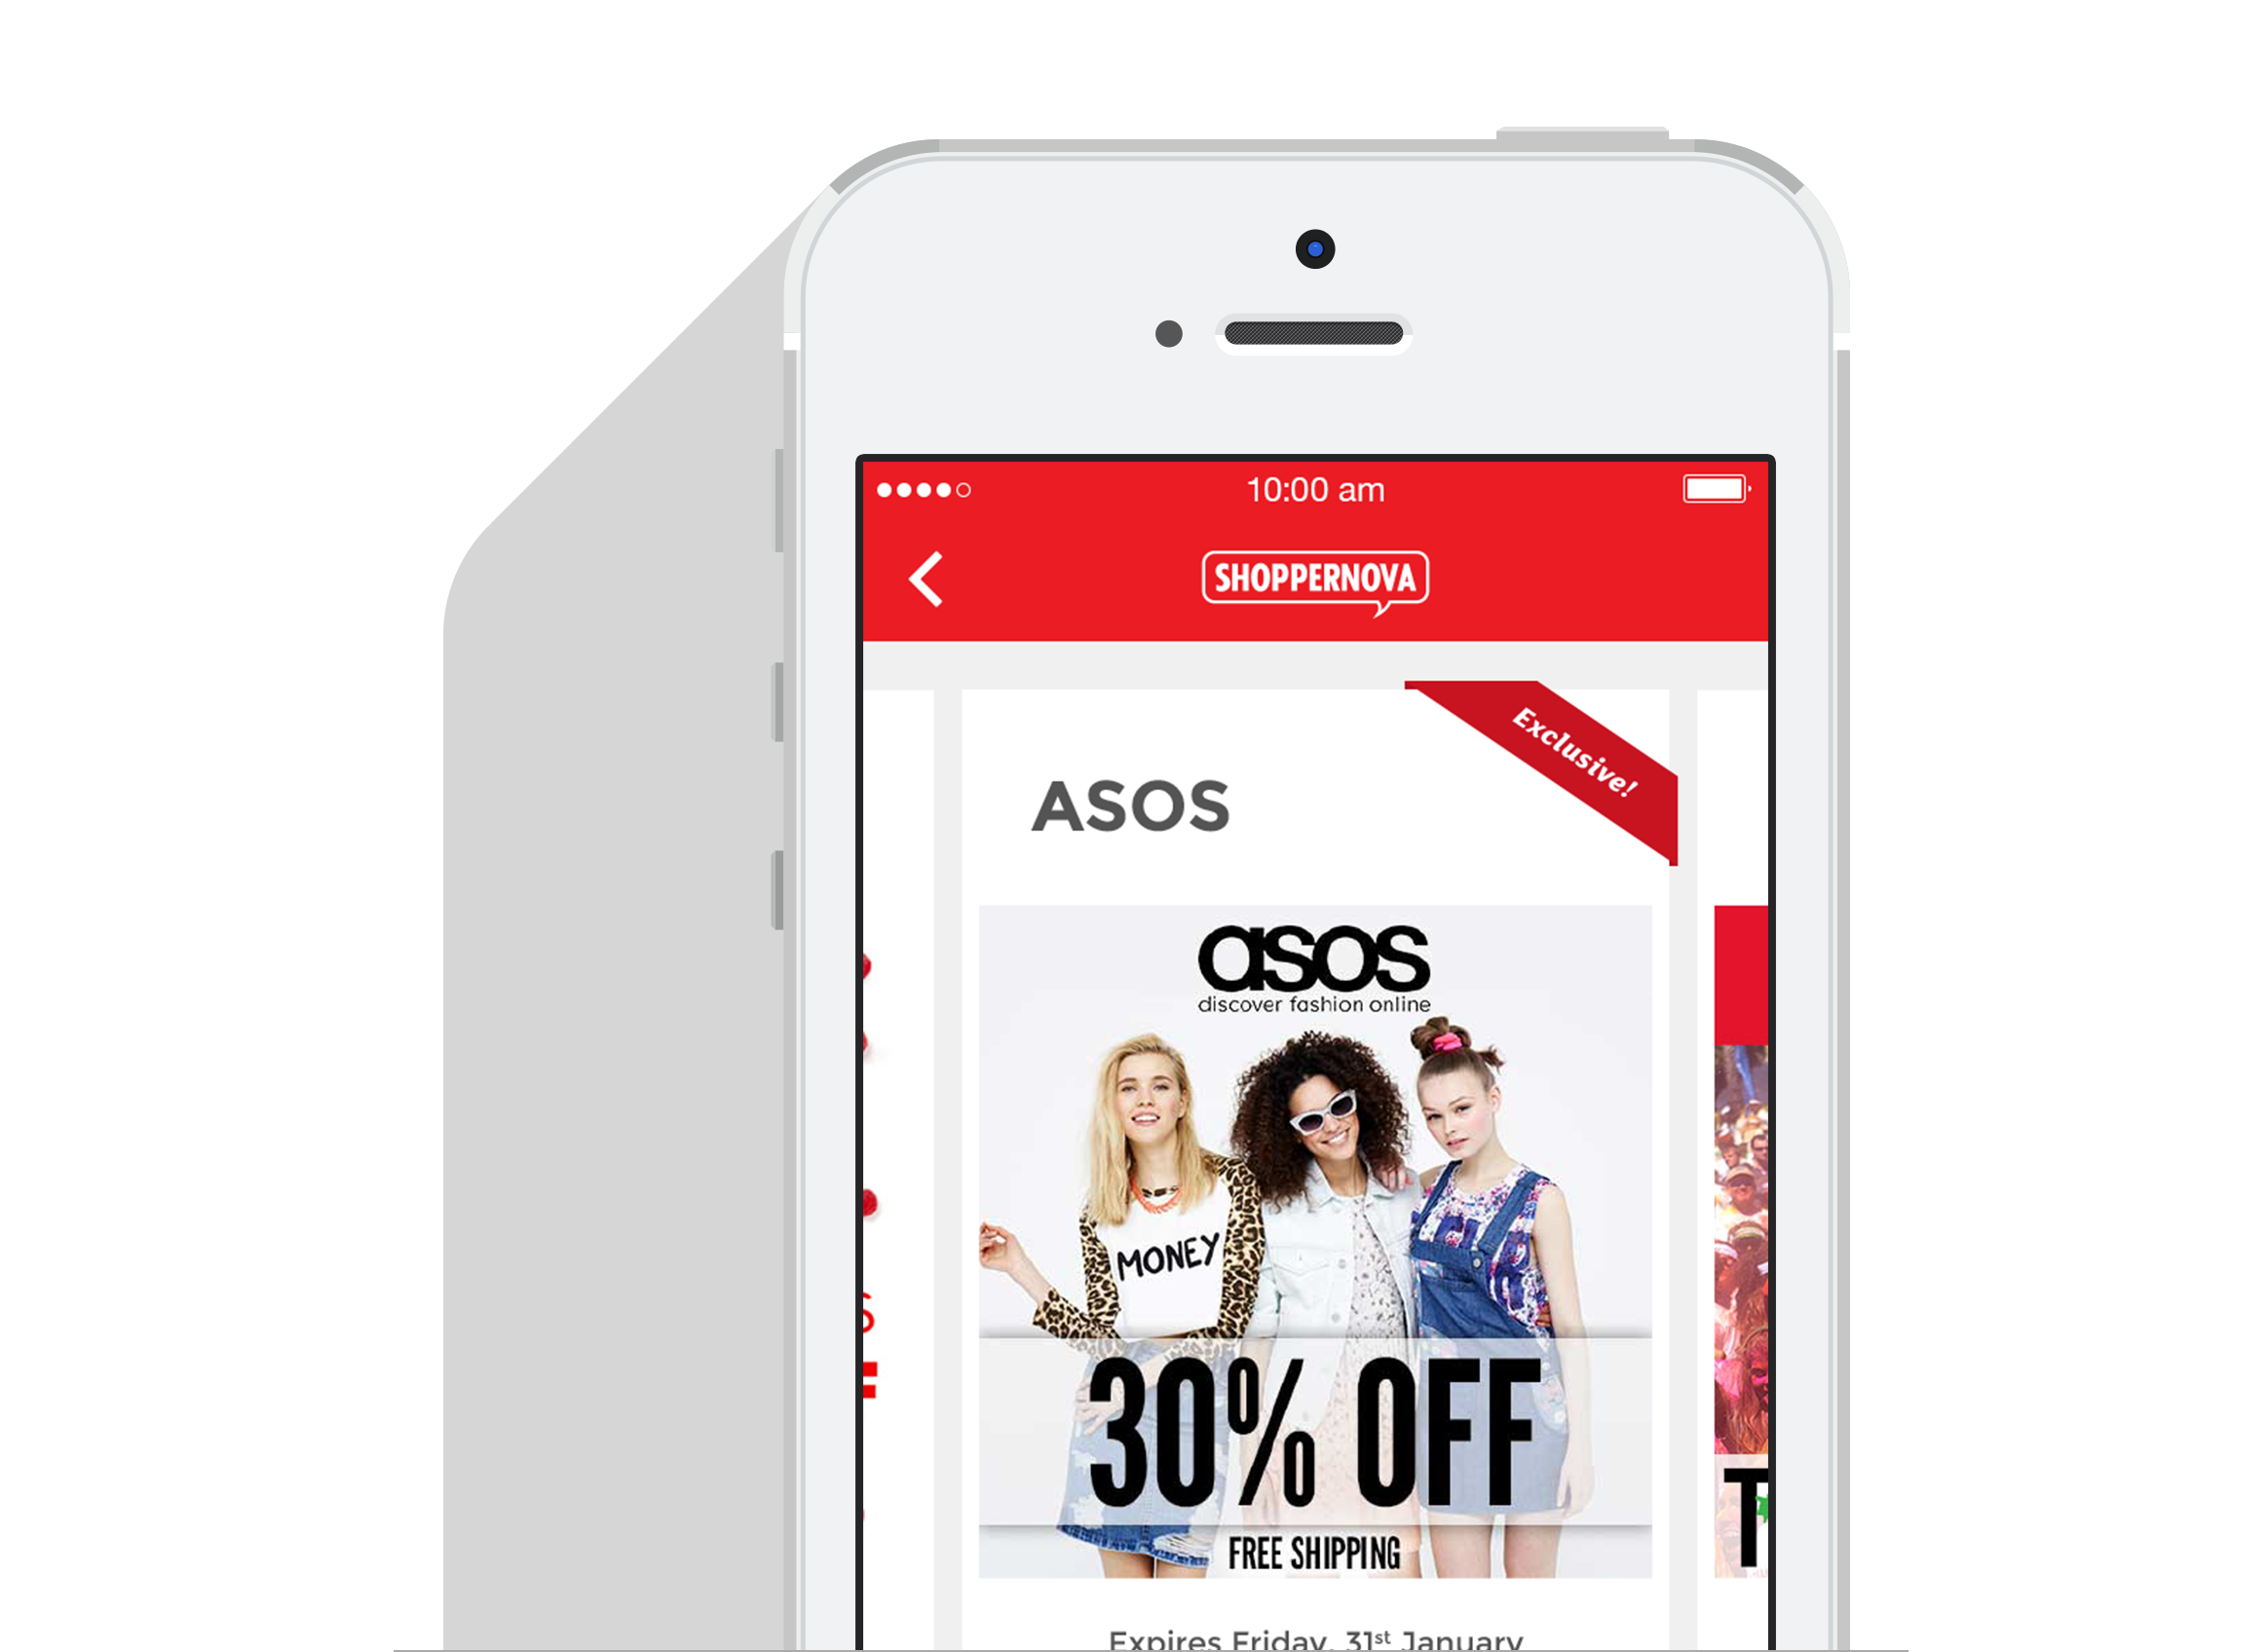 10:00 am
SHOPPERNOVA
Exclusive!
ASOS
asos
discover fashion online
MONEY
30% OFF
FREE SHIPPING
T
Expires Friday, 31st January